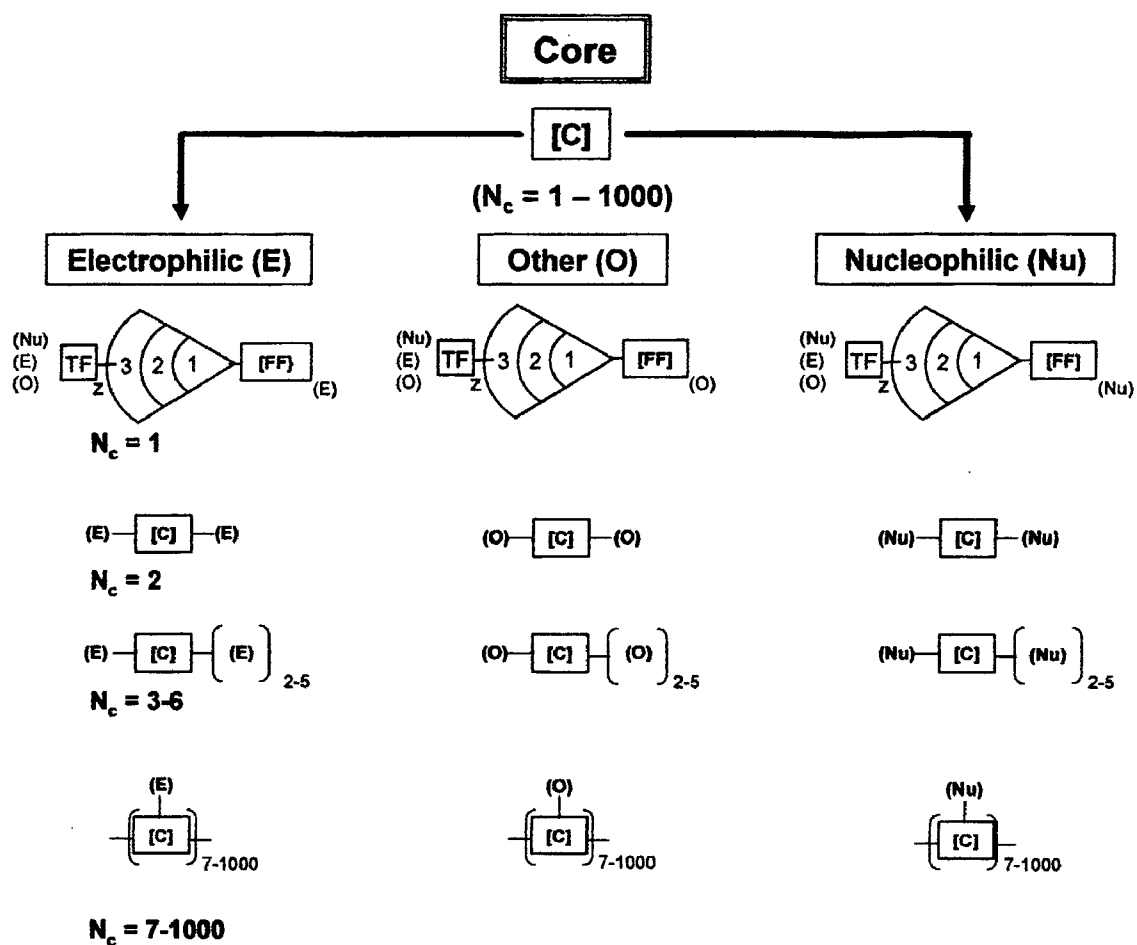 Core
[C]
(Nc = 1 – 1000)
Electrophilic (E)
Other (O)
Nucleophilic (Nu)
(Nu)
(E)
(O)
TF
z
3
2
1
[FF}
(E)
(Nu)
(E)
(O)
TF
z
3
2
1
[FF]
(O)
(Nu)
(E)
(O)
TF
z
3
2
1
[FF]
(Nu)
Nc = 1
(E) [C] (E)
(O) [C] (O)
(Nu) [C] (Nu)
Nc = 2
(E) [C] (E) 2-5
(O) [C] (O) 2-5
(Nu) [C] (Nu) 2-5
Nc = 3-6
(E)
[C]
7-1000
(O)
[C]
7-1000
(Nu)
[C]
7-1000
Nc = 7-1000